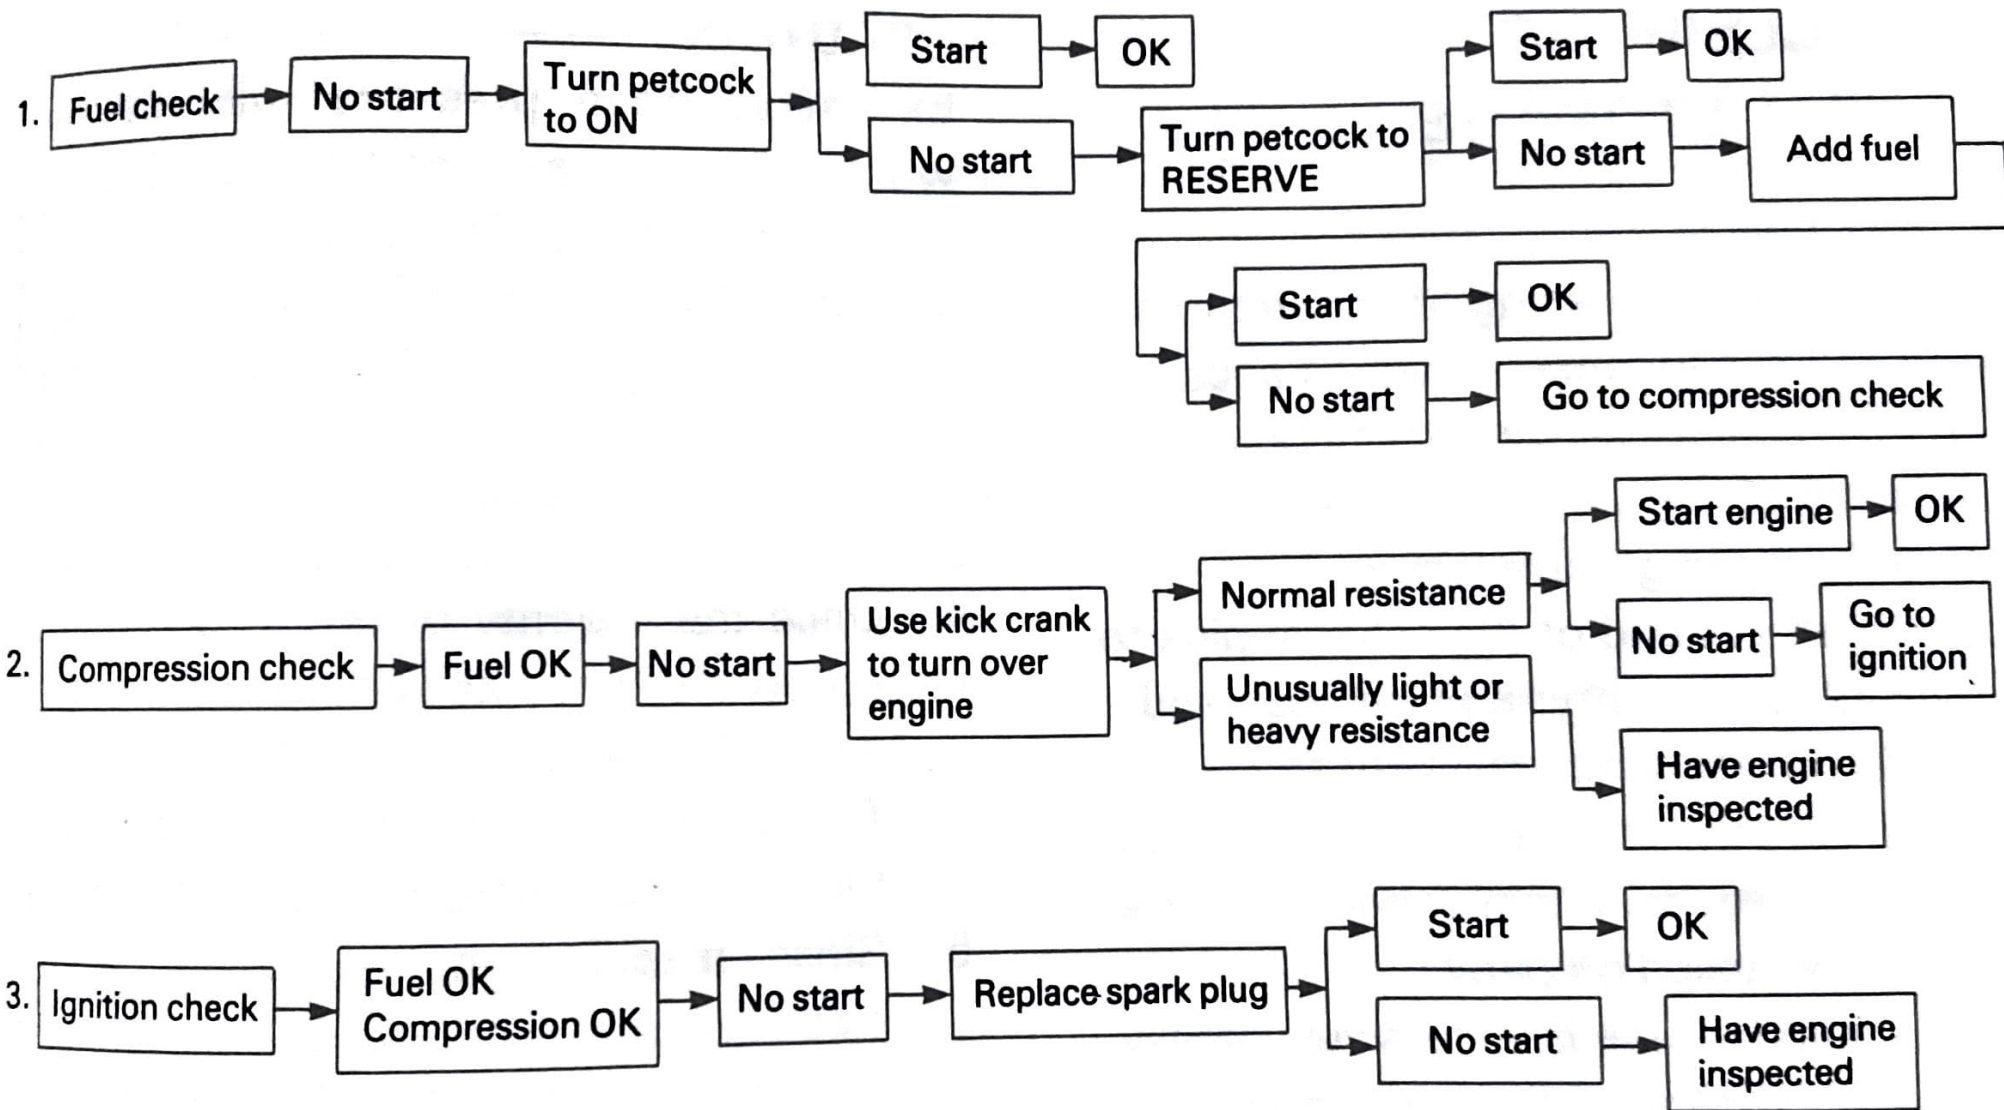 1. Fuel check
No start
Turn petcock
to ON
Start
OK
No start
Turn petcock to
RESERVE
Start
OK
No start
Add fuel
Start
OK
No start
Go to compression check
2. Compression check
Fuel OK
No start
Use kick crank
to turn over
engine
Normal resistance
Start engine
OK
No start
Go to
ignition
Unusually light or
heavy resistance
Have engine
inspected
3. Ignition check
Fuel OK
Compression OK
No start
Replace spark plug
Start
OK
No start
Have engine
inspected